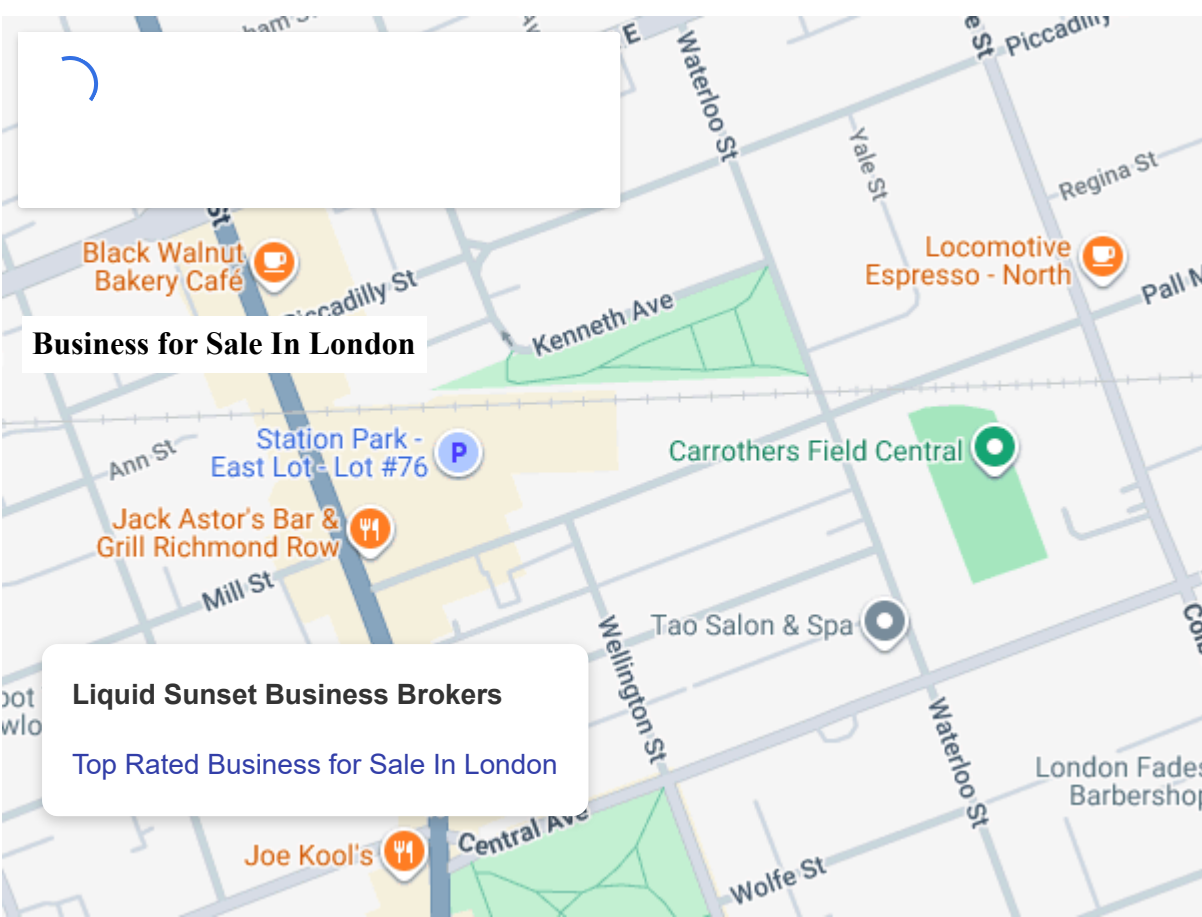 E
Waterloo St
Piccadilly
Yale St
Regina St
Black Walnut
Bakery Café
Locomotive
Espresso - North
Piccadilly St
Kenneth Ave
Business for Sale In London
Station Park -
East Lot - Lot #76
Ann St
Carrothers Field Central
Jack Astor's Bar &
Grill Richmond Row
Mill St
Tao Salon & Spa
Wellington St
Liquid Sunset Business Brokers
Top Rated Business for Sale In London
Waterloo St
London Fades
Barbershop
Central Ave
Joe Kool's
Wolfe St